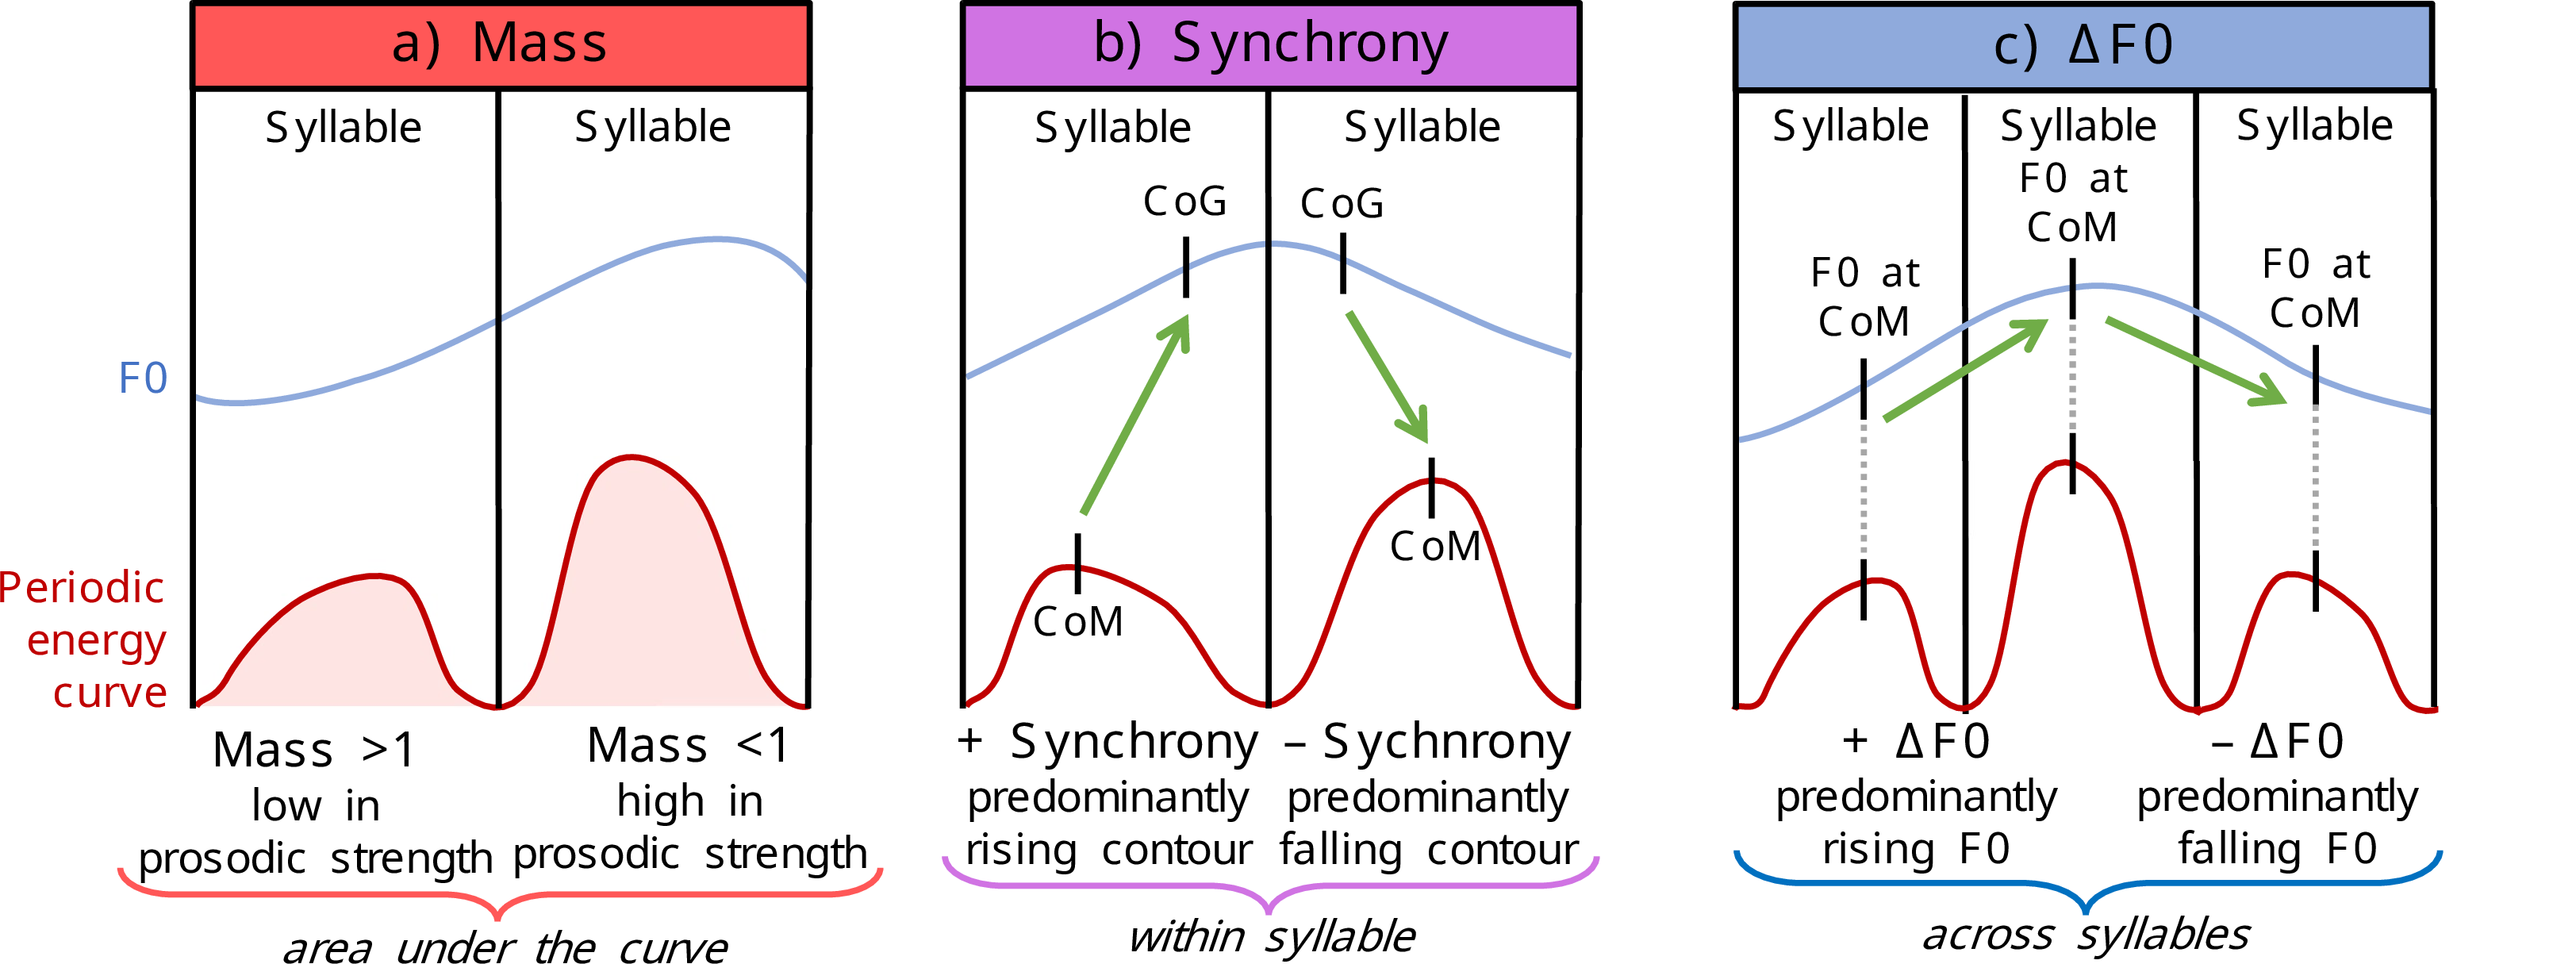 a) Mass
Syllable
Syllable
F0
Periodic
energy
curve
Mass >1
low in
prosodic strength
Mass <1
high in
prosodic strength
area under the curve
b) Synchrony
Syllable
Syllable
CoG
CoG
CoM
CoM
+ Synchrony
predominantly
rising contour
– Sychnrony
predominantly
falling contour
within syllable
c) ΔF0
Syllable
Syllable
Syllable
F0 at
CoM
F0 at
CoM
F0 at
CoM
+ ΔF0
predominantly
rising F0
– ΔF0
predominantly
falling F0
across syllables